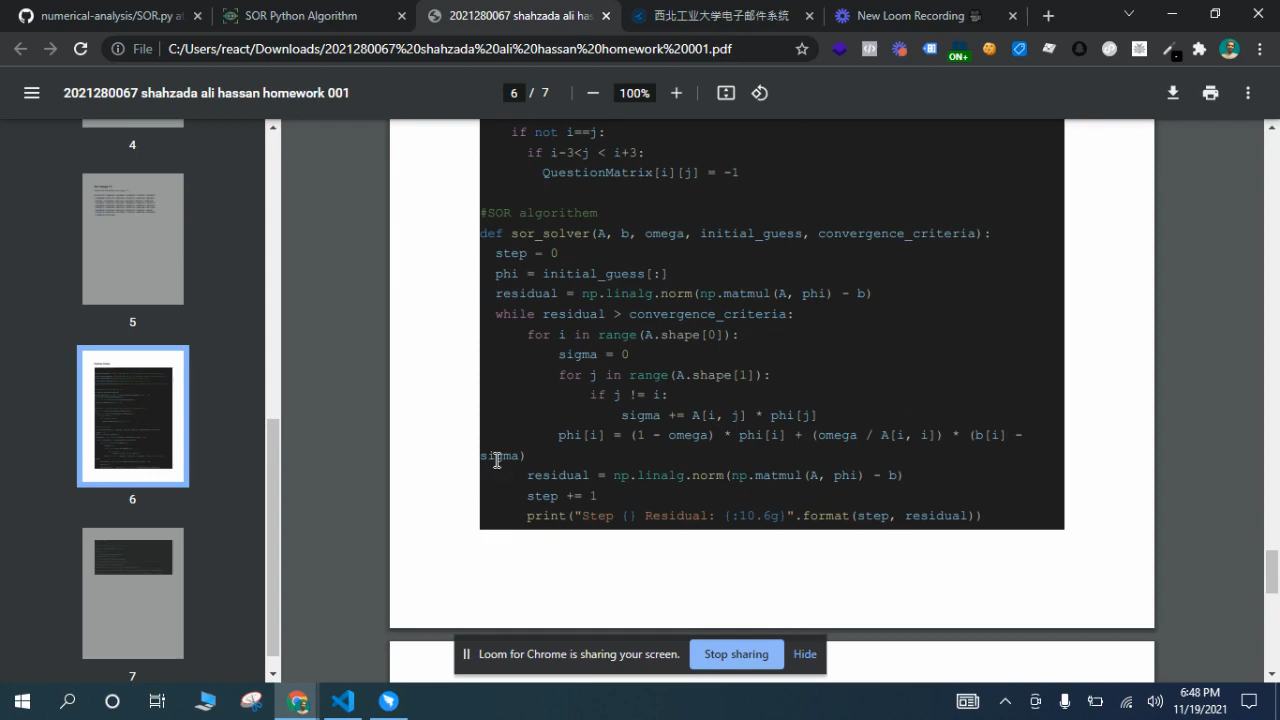 numerical-analysis/SOR.py at
SOR Python Algorithm
2021280067 shahzada ali has
西北工业大学电子邮件系统
New Loom Recording
File
C:/Users/react/Downloads/2021280067%20shahzada%20ali%20hassan%20homework%20001.pdf
ON+
2021280067 shahzada ali hassan homework 001
6 / 7
100%
4
5
6
7
if not i==j:
if i-3<j < i+3:
QuestionMatrix[i][j] = -1
#SOR algorithem
def sor_solver(A, b, omega, initial_guess, convergence_criteria):
step = 0
phi = initial_guess[:]
residual = np.linalg.norm(np.matmul(A, phi) - b)
while residual > convergence_criteria:
for i in range(A.shape[0]):
sigma = 0
for j in range(A.shape[1]):
if j != i:
sigma += A[i, j] * phi[j]
phi[i] = (1 - omega) * phi[i] + (omega / A[i, i]) * (b[i] -
sigma)
residual = np.linalg.norm(np.matmul(A, phi) - b)
step += 1
print("Step {} Residual: {:10.6g}".format(step, residual))
Loom for Chrome is sharing your screen.
Stop sharing
Hide
6:48 PM
11/19/2021